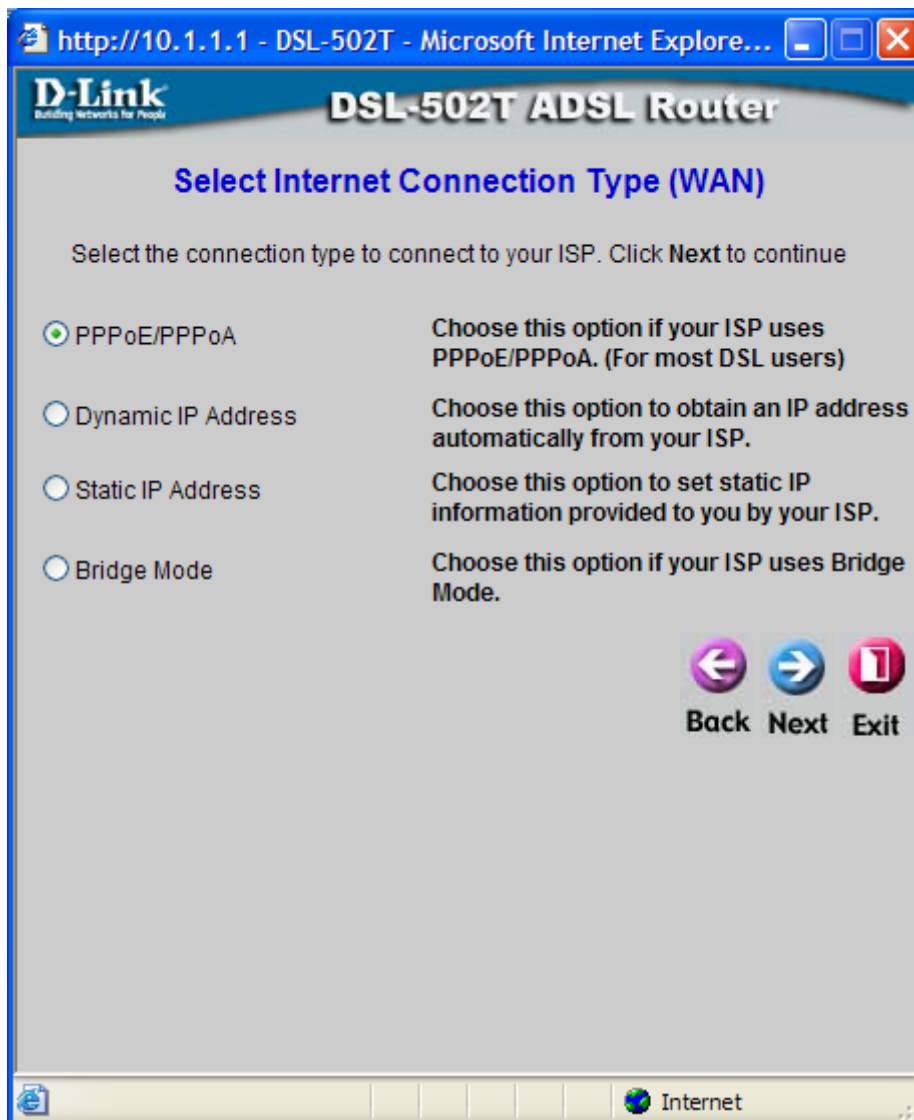 http://10.1.1.1 - DSL-502T - Microsoft Internet Explore...
D-Link
Building Networks for People
DSL-502T ADSL Router
Select Internet Connection Type (WAN)
Select the connection type to connect to your ISP. Click Next to continue
PPPoE/PPPoA
Choose this option if your ISP uses
PPPoE/PPPoA. (For most DSL users)
Dynamic IP Address
Choose this option to obtain an IP address
automatically from your ISP.
Static IP Address
Choose this option to set static IP
information provided to you by your ISP.
Bridge Mode
Choose this option if your ISP uses Bridge
Mode.
Back Next Exit
Internet